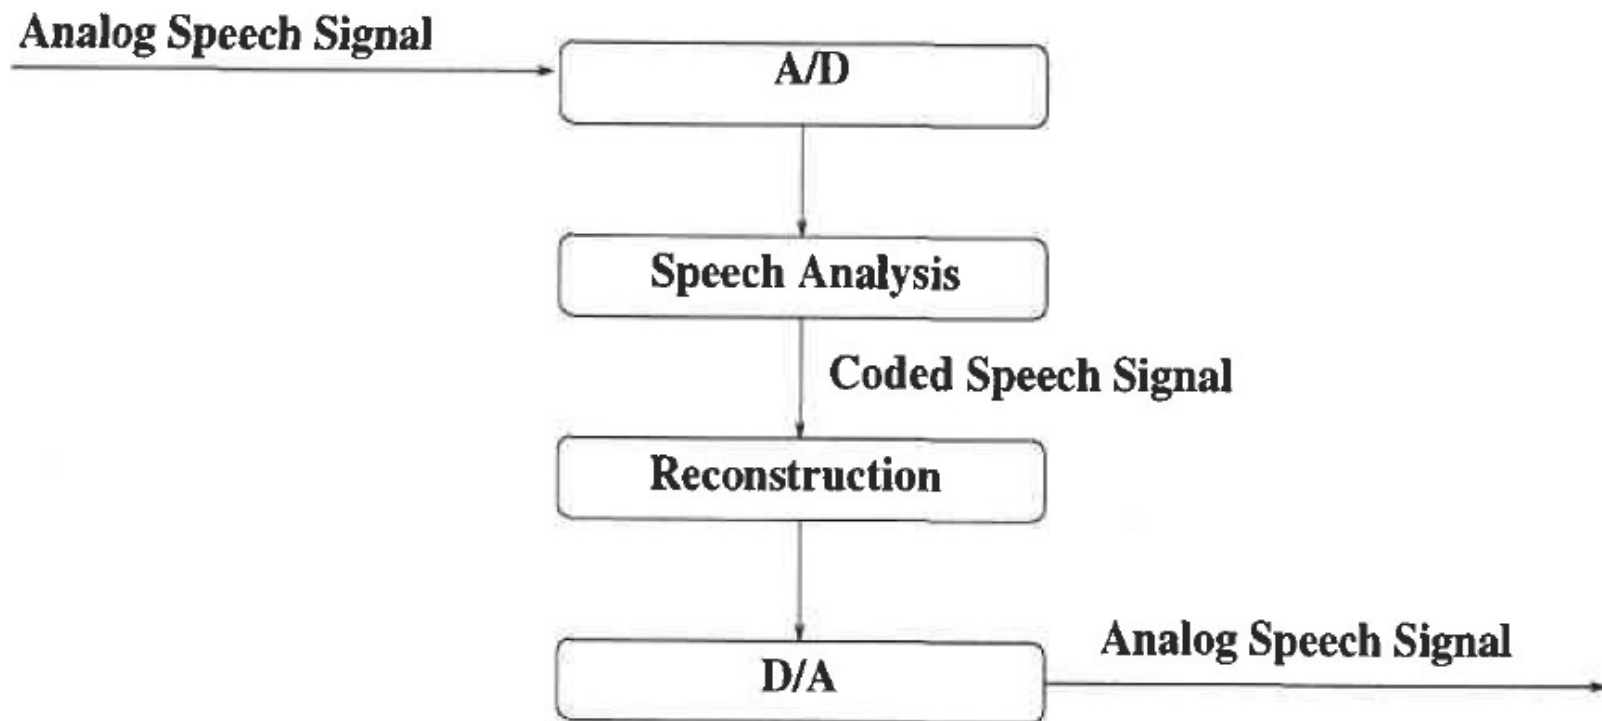 Analog Speech Signal
A/D
Speech Analysis
Coded Speech Signal
Reconstruction
D/A
Analog Speech Signal